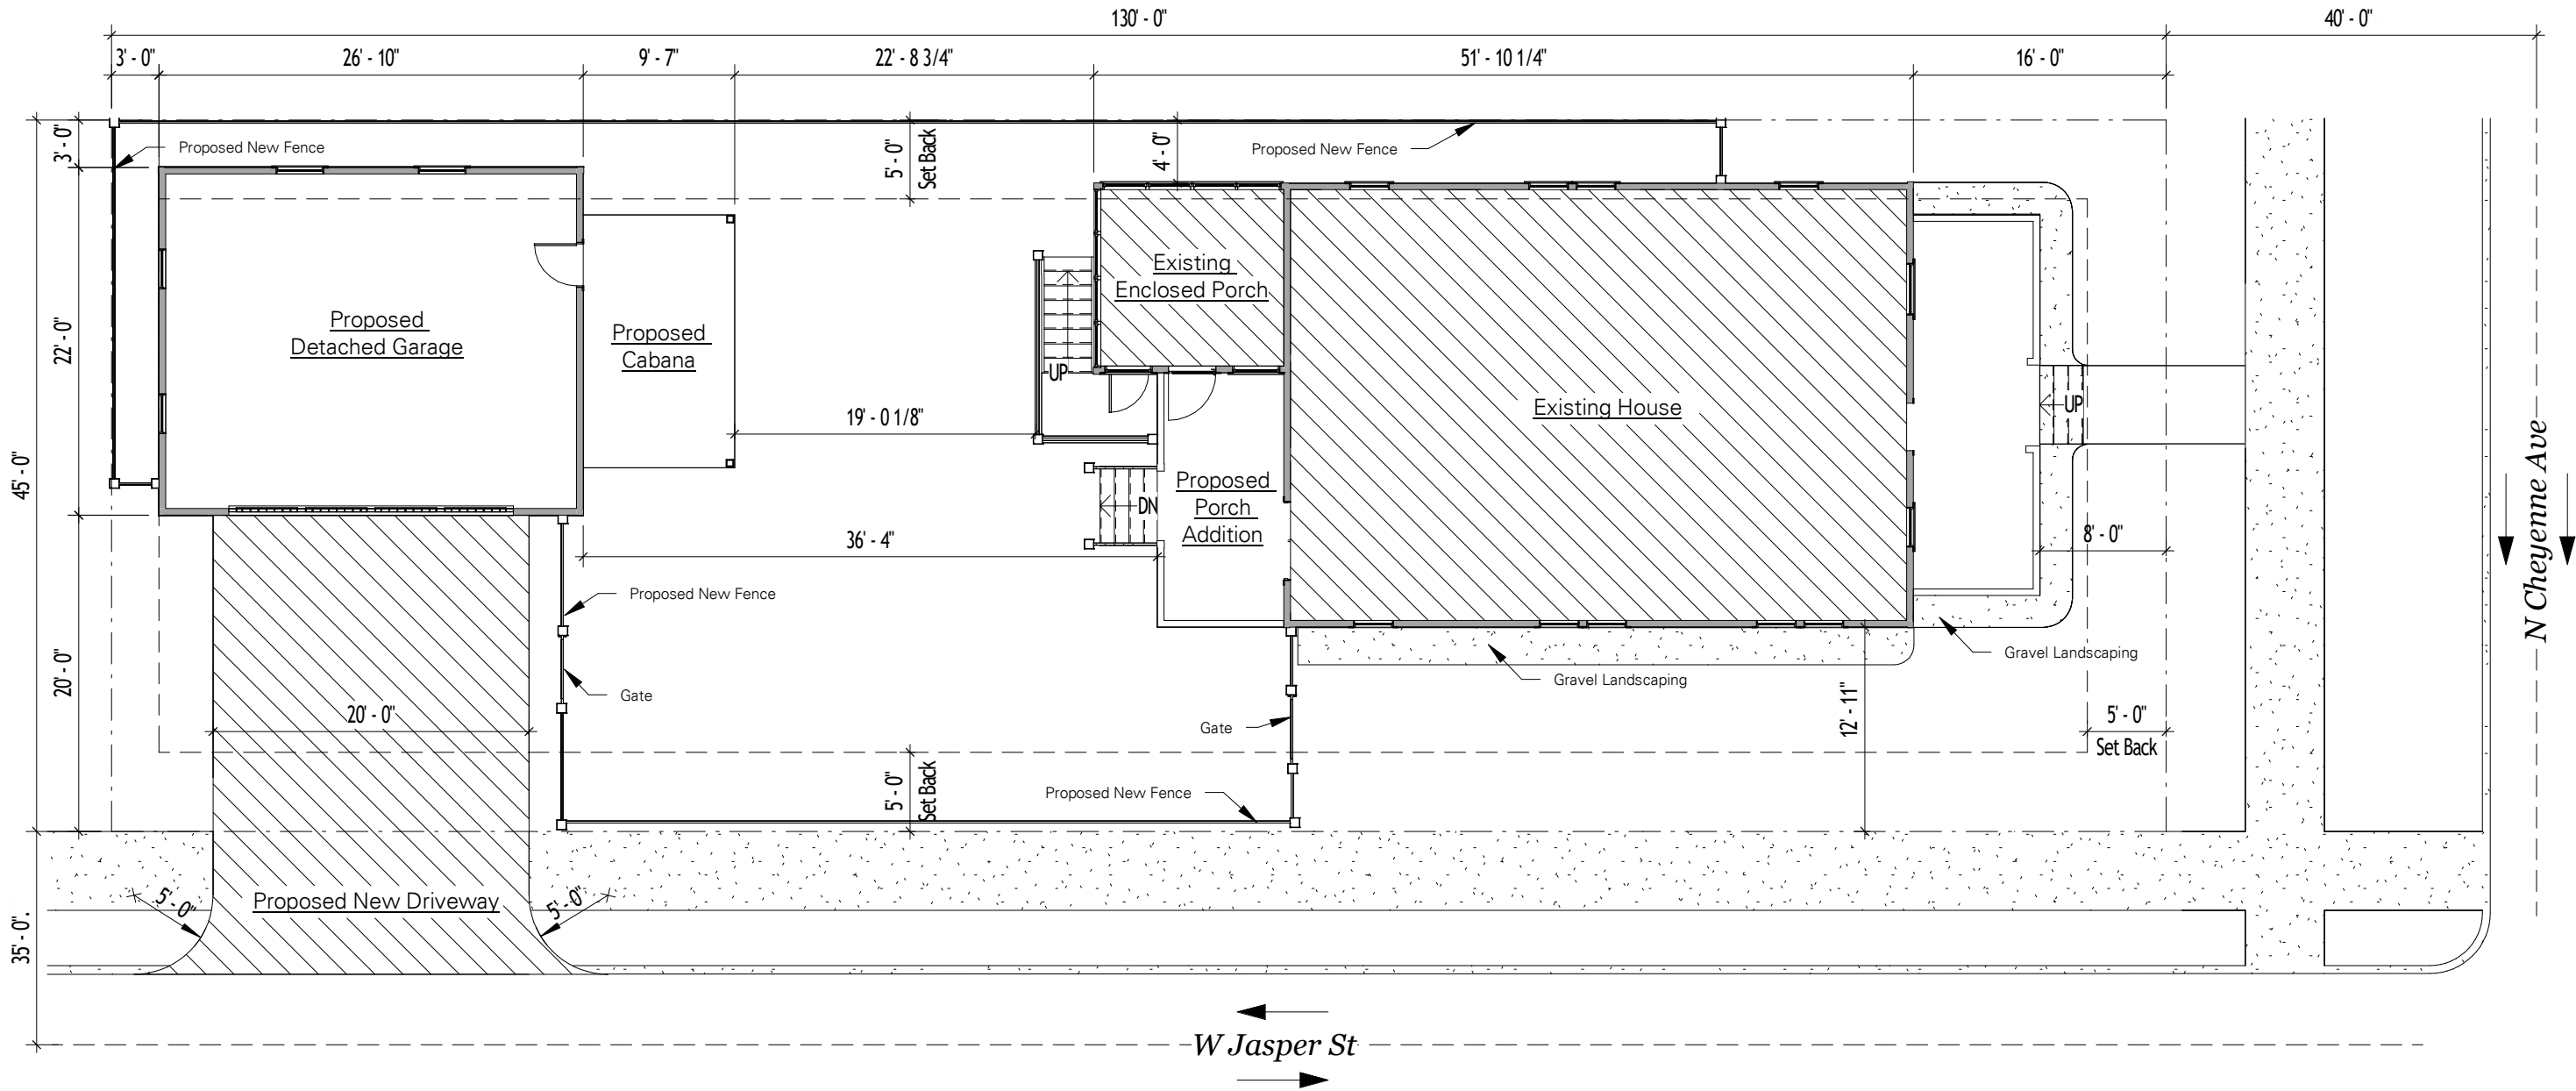 130' - 0"
40' - 0"
3' - 0"
26' - 10"
9' - 7"
22' - 8 3/4"
51' - 10 1/4"
16' - 0"
3' - 0"
Proposed New Fence
5' - 0"
Set Back
4' - 0"
Proposed New Fence
22' - 0"
Proposed
Detached Garage
Proposed
Cabana
Existing
Enclosed Porch
UP
Existing House
UP
19' - 0 1/8"
45' - 0"
Proposed
Porch
Addition
DN
N Cheyenne Ave
36' - 4"
8' - 0"
Proposed New Fence
20' - 0"
Gate
Gravel Landscaping
Gravel Landscaping
20' - 0"
Gate
12' - 11"
5' - 0"
Set Back
5' - 0"
Set Back
Proposed New Fence
5' - 0"
Proposed New Driveway
5' - 0"
35' - 0".
W Jasper St